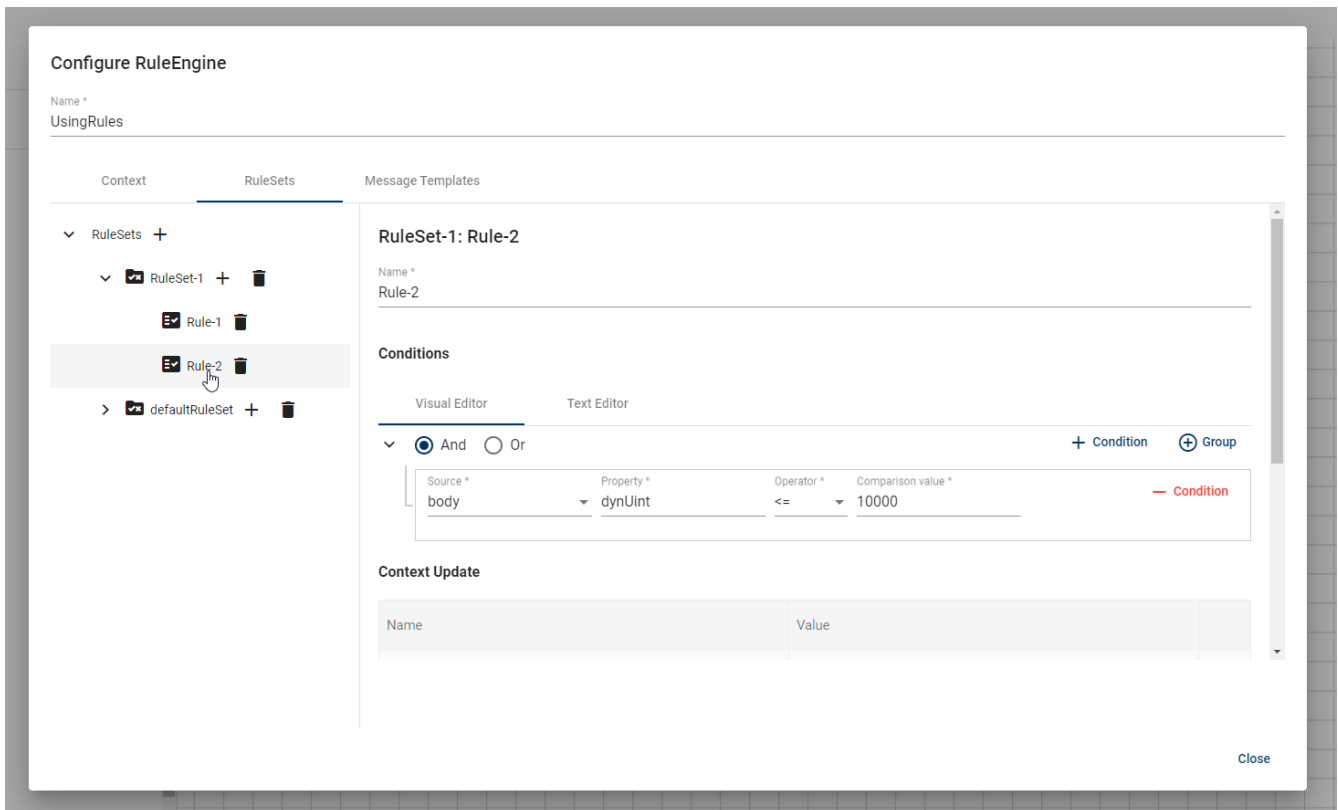 Configure RuleEngine
Name *
UsingRules
Context RuleSets Message Templates
RuleSets
RuleSet-1
Rule-1
Rule-2
defaultRuleSet
RuleSet-1: Rule-2
Name *
Rule-2
Conditions
Visual Editor Text Editor
And Or + Condition Group
Source * Property * Operator * Comparison value *
body dynUint <= 10000 — Condition
Context Update
Name Value
Close